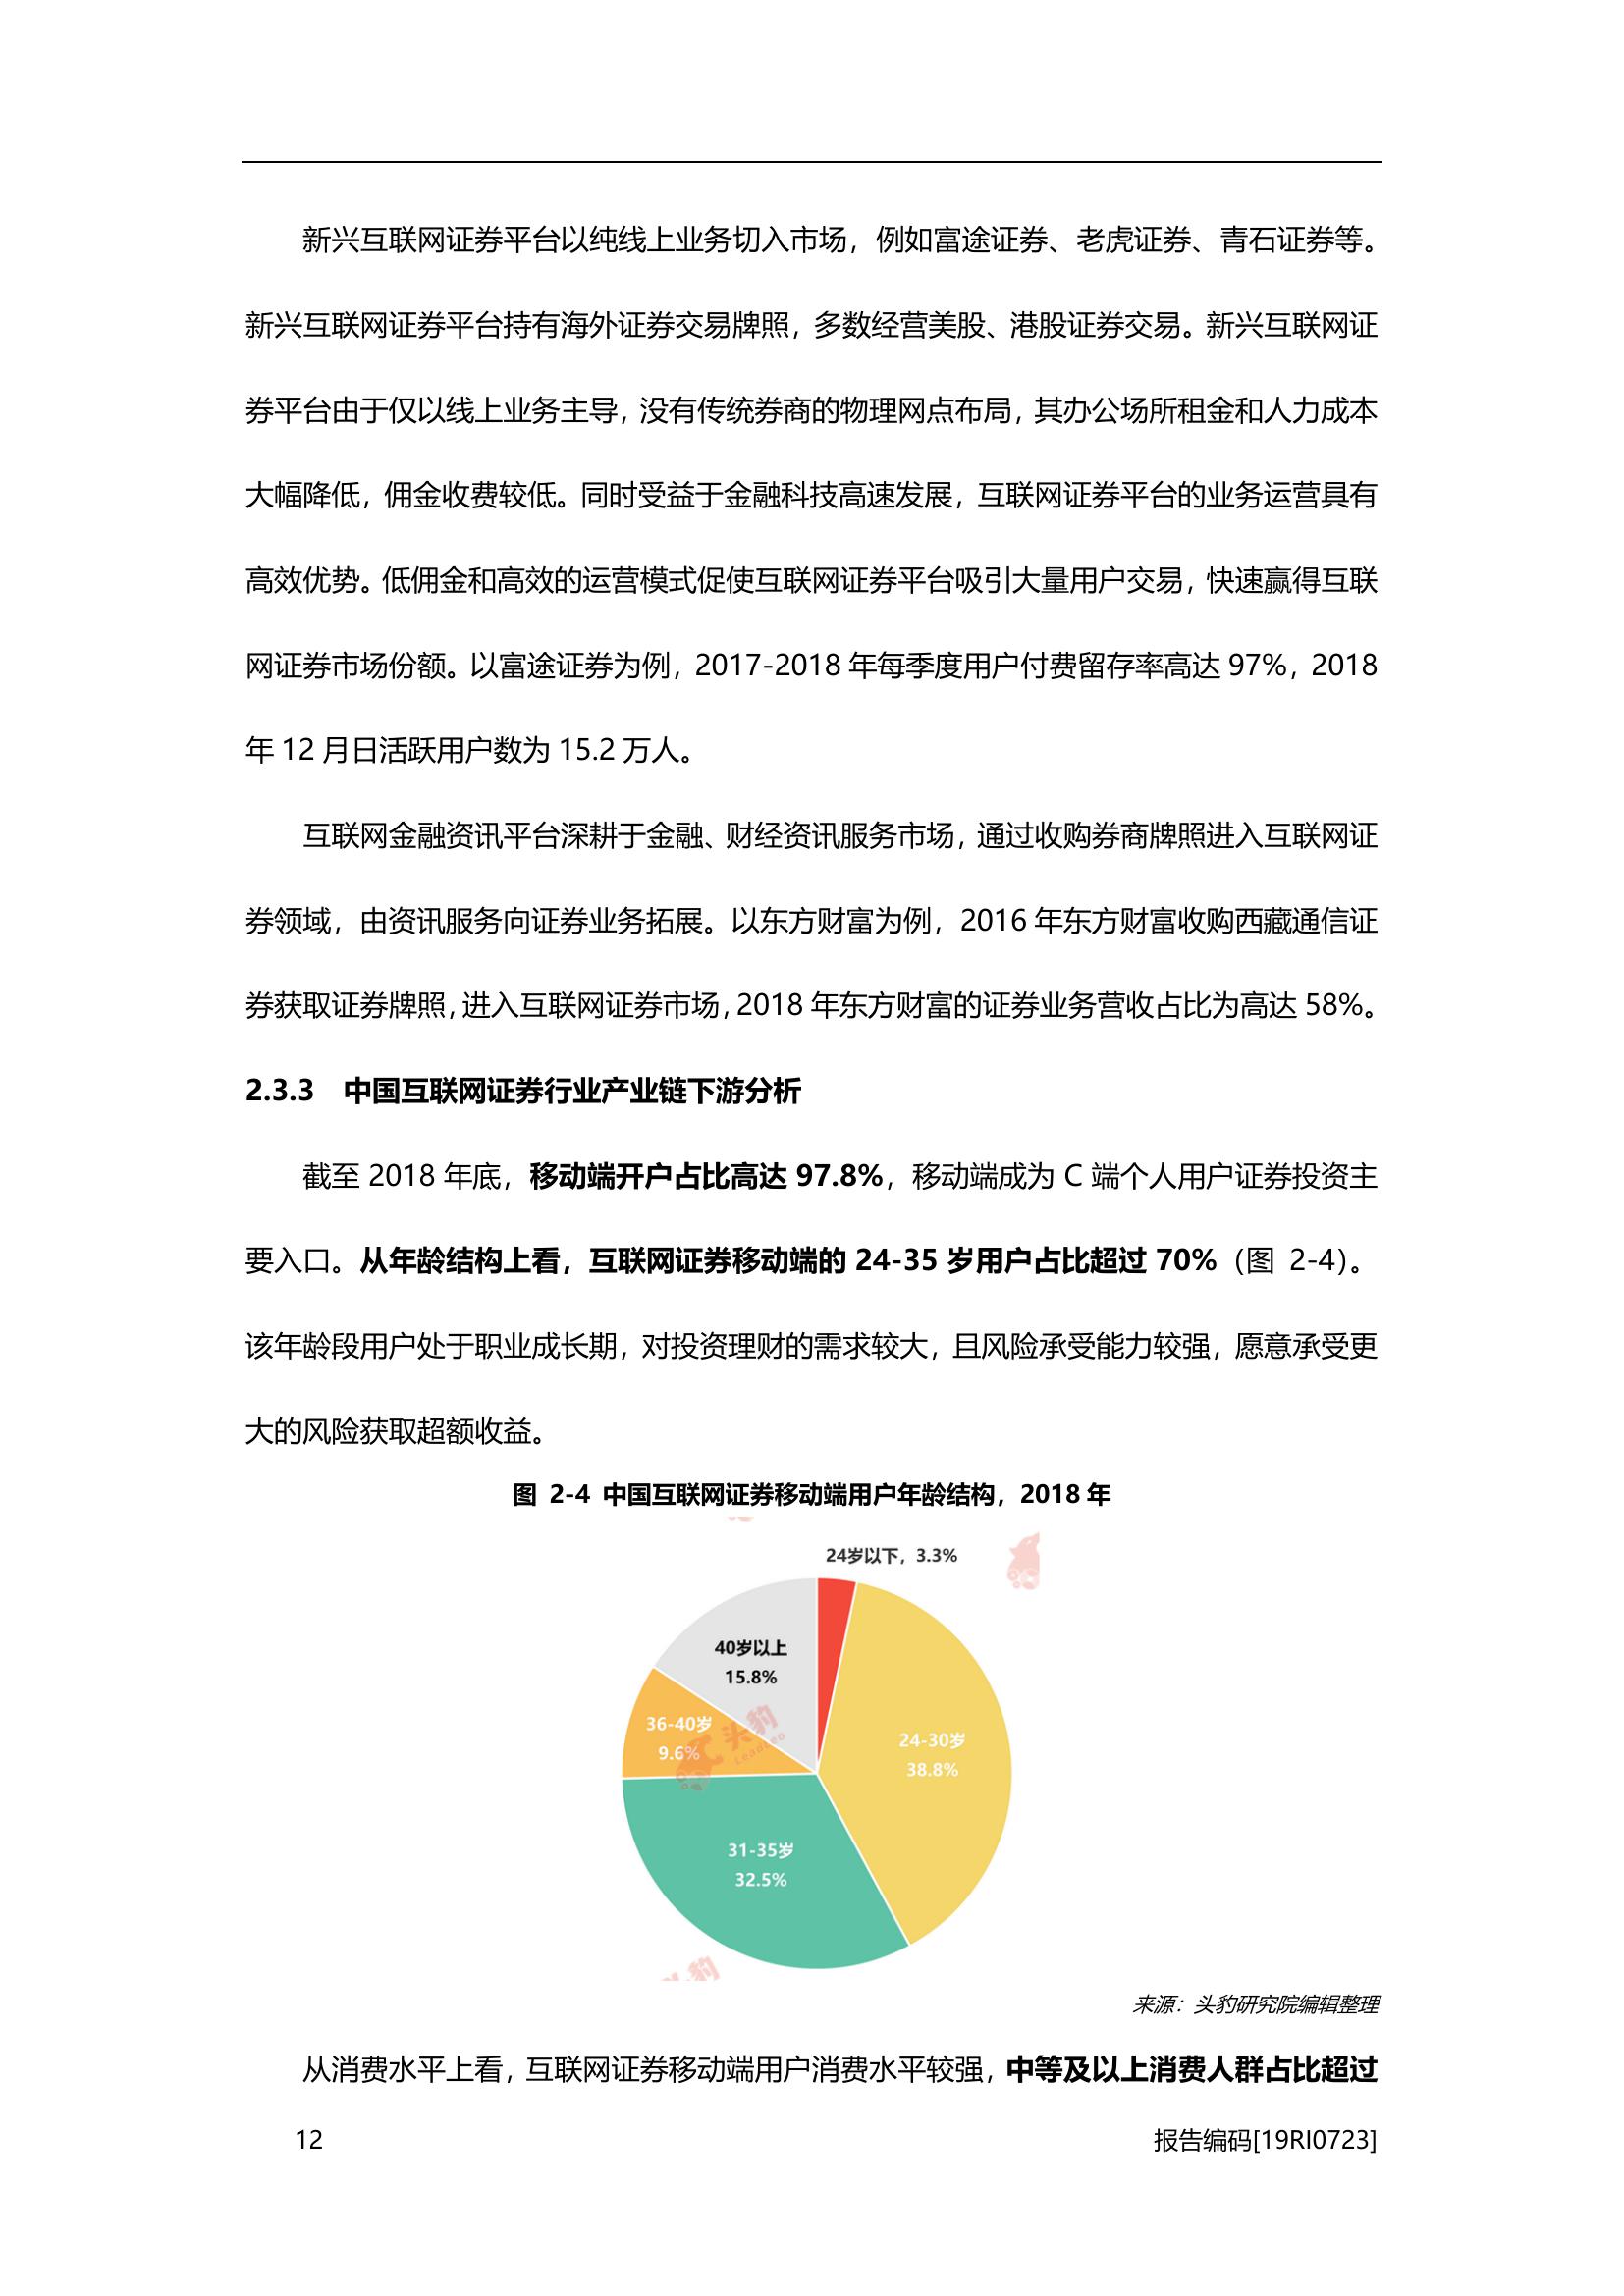 新兴互联网证券平台以纯线上业务切入市场，例如富途证券、老虎证券、青石证券等。
新兴互联网证券平台持有海外证券交易牌照，多数经营美股、港股证券交易。新兴互联网证
券平台由于仅以线上业务主导，没有传统券商的物理网点布局，其办公场所租金和人力成本
大幅降低，佣金收费较低。同时受益于金融科技高速发展，互联网证券平台的业务运营具有
高效优势。低佣金和高效的运营模式促使互联网证券平台吸引大量用户交易，快速赢得互联
网证券市场份额。以富途证券为例，2017-2018 年每季度用户付费留存率高达 97%，2018
年 12 月日活跃用户数为 15.2 万人。
互联网金融资讯平台深耕于金融、财经资讯服务市场，通过收购券商牌照进入互联网证
券领域，由资讯服务向证券业务拓展。以东方财富为例，2016 年东方财富收购西藏通信证
券获取证券牌照，进入互联网证券市场，2018 年东方财富的证券业务营收占比为高达 58%。
2.3.3 中国互联网证券行业产业链下游分析
截至 2018 年底，移动端开户占比高达 97.8%，移动端成为 C 端个人用户证券投资主
要入口。从年龄结构上看，互联网证券移动端的 24-35 岁用户占比超过 70%（图 2-4）。
该年龄段用户处于职业成长期，对投资理财的需求较大，且风险承受能力较强，愿意承受更
大的风险获取超额收益。
图 2-4 中国互联网证券移动端用户年龄结构，2018 年
24岁以下，3.3%
40岁以上
15.8%
36-40岁
9.6%
头豹
LeadLeo
24-30岁
38.8%
31-35岁
32.5%
头豹
来源：头豹研究院编辑整理
从消费水平上看，互联网证券移动端用户消费水平较强，中等及以上消费人群占比超过
12
报告编码[19RI0723]